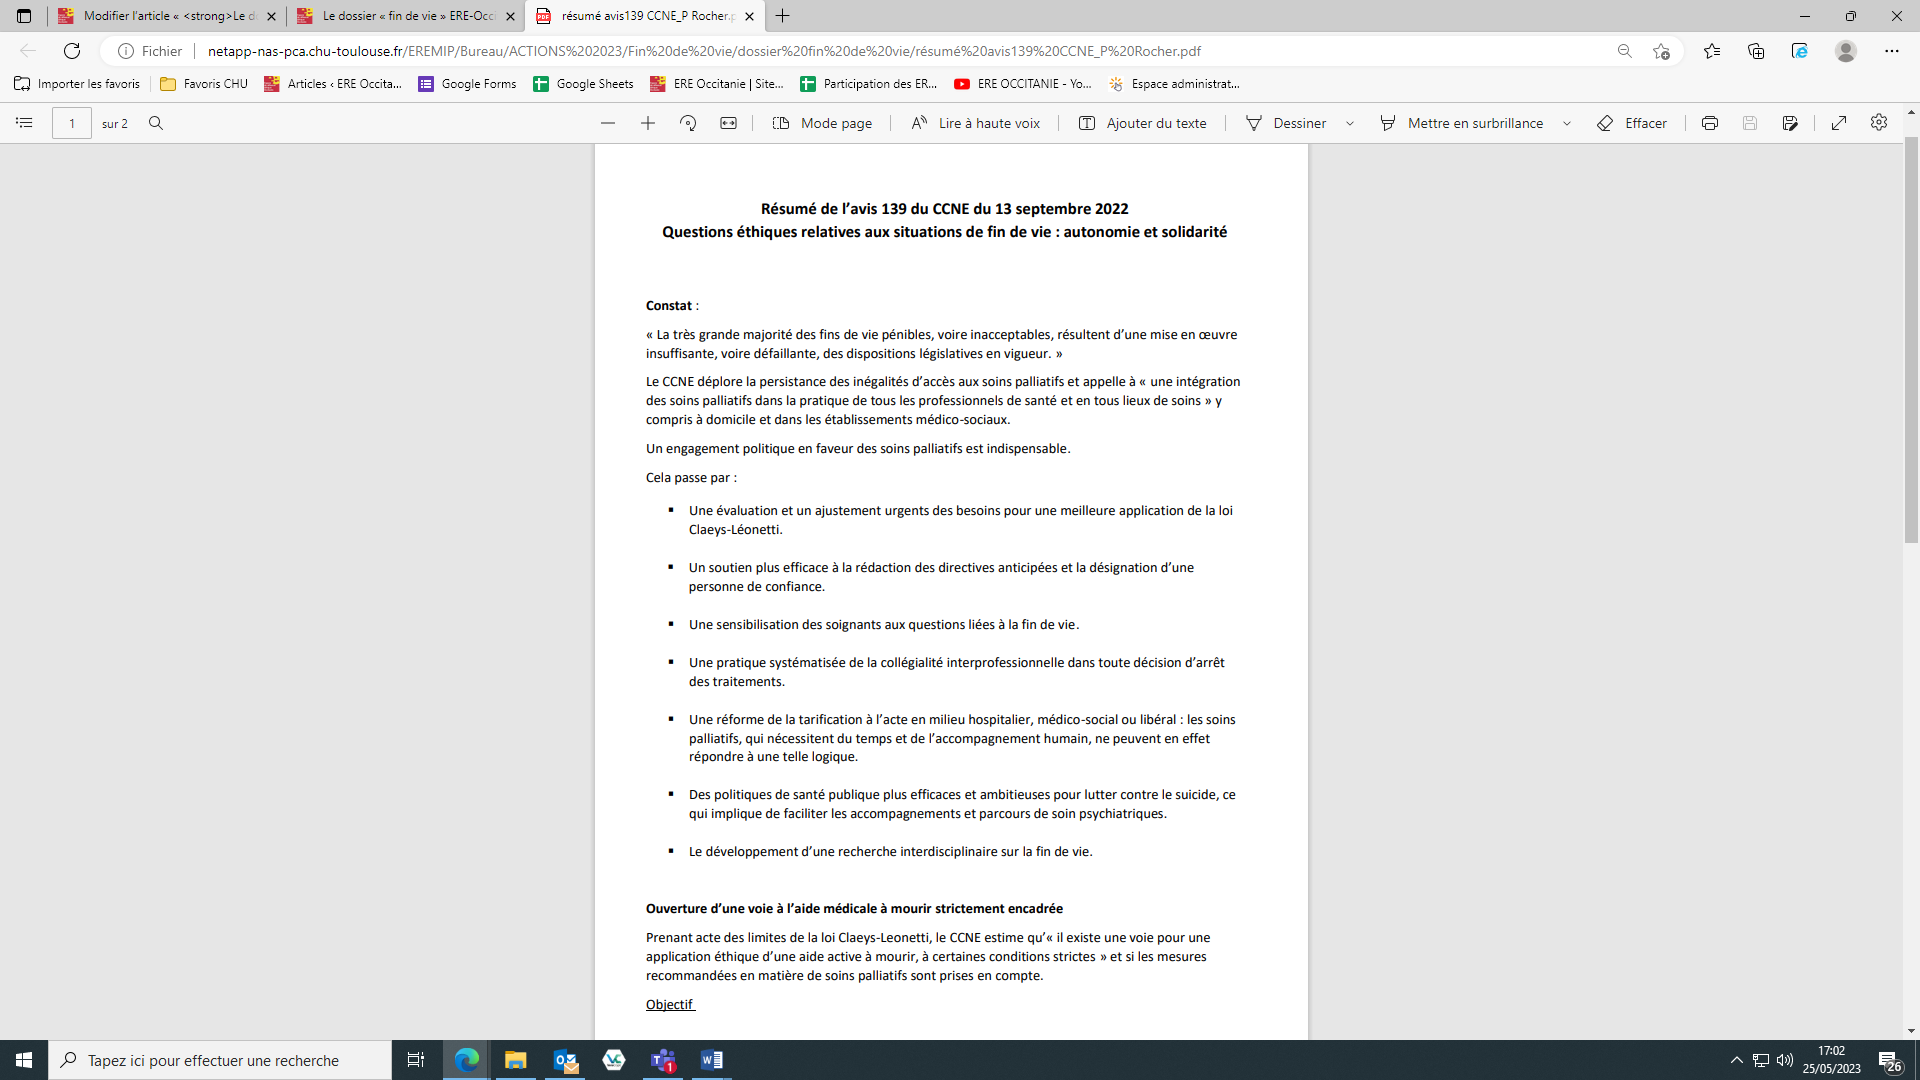 Modifier l'article « <strong>Le d
Le dossier « fin de vie » ERE-Occi
résumé avis139 CCNE_P Rocher.p
Fichier
netapp-nas-pca.chu-toulouse.fr/EREMIP/Bureau/ACTIONS%202023/Fin%20de%20vie/dossier%20fin%20de%20vie/résumé%20avis139%20CCNE_P%20Rocher.pdf
Importer les favoris
Favoris CHU
Articles ‹ ERE Occita...
Google Forms
Google Sheets
ERE Occitanie | Site...
Participation des ER...
ERE OCCITANIE - Yo...
Espace administrat...
1
sur 2
Mode page
Lire à haute voix
Ajouter du texte
Dessiner
Mettre en surbrillance
Effacer
Résumé de l'avis 139 du CCNE du 13 septembre 2022
Questions éthiques relatives aux situations de fin de vie : autonomie et solidarité
Constat :
« La très grande majorité des fins de vie pénibles, voire inacceptables, résultent d'une mise en œuvre
insuffisante, voire défaillante, des dispositions législatives en vigueur. »
Le CCNE déplore la persistance des inégalités d'accès aux soins palliatifs et appelle à « une intégration
des soins palliatifs dans la pratique de tous les professionnels de santé et en tous lieux de soins » y
compris à domicile et dans les établissements médico-sociaux.
Un engagement politique en faveur des soins palliatifs est indispensable.
Cela passe par :
▪ Une évaluation et un ajustement urgents des besoins pour une meilleure application de la loi
Claeys-Léonetti.
▪ Un soutien plus efficace à la rédaction des directives anticipées et la désignation d'une
personne de confiance.
▪ Une sensibilisation des soignants aux questions liées à la fin de vie.
▪ Une pratique systématisée de la collégialité interprofessionnelle dans toute décision d'arrêt
des traitements.
▪ Une réforme de la tarification à l'acte en milieu hospitalier, médico-social ou libéral : les soins
palliatifs, qui nécessitent du temps et de l'accompagnement humain, ne peuvent en effet
répondre à une telle logique.
▪ Des politiques de santé publique plus efficaces et ambitieuses pour lutter contre le suicide, ce
qui implique de faciliter les accompagnements et parcours de soin psychiatriques.
▪ Le développement d'une recherche interdisciplinaire sur la fin de vie.
Ouverture d'une voie à l'aide médicale à mourir strictement encadrée
Prenant acte des limites de la loi Claeys-Leonetti, le CCNE estime qu'« il existe une voie pour une
application éthique d'une aide active à mourir, à certaines conditions strictes » et si les mesures
recommandées en matière de soins palliatifs sont prises en compte.
Objectif
Tapez ici pour effectuer une recherche
1
17:02
25/05/2023
26